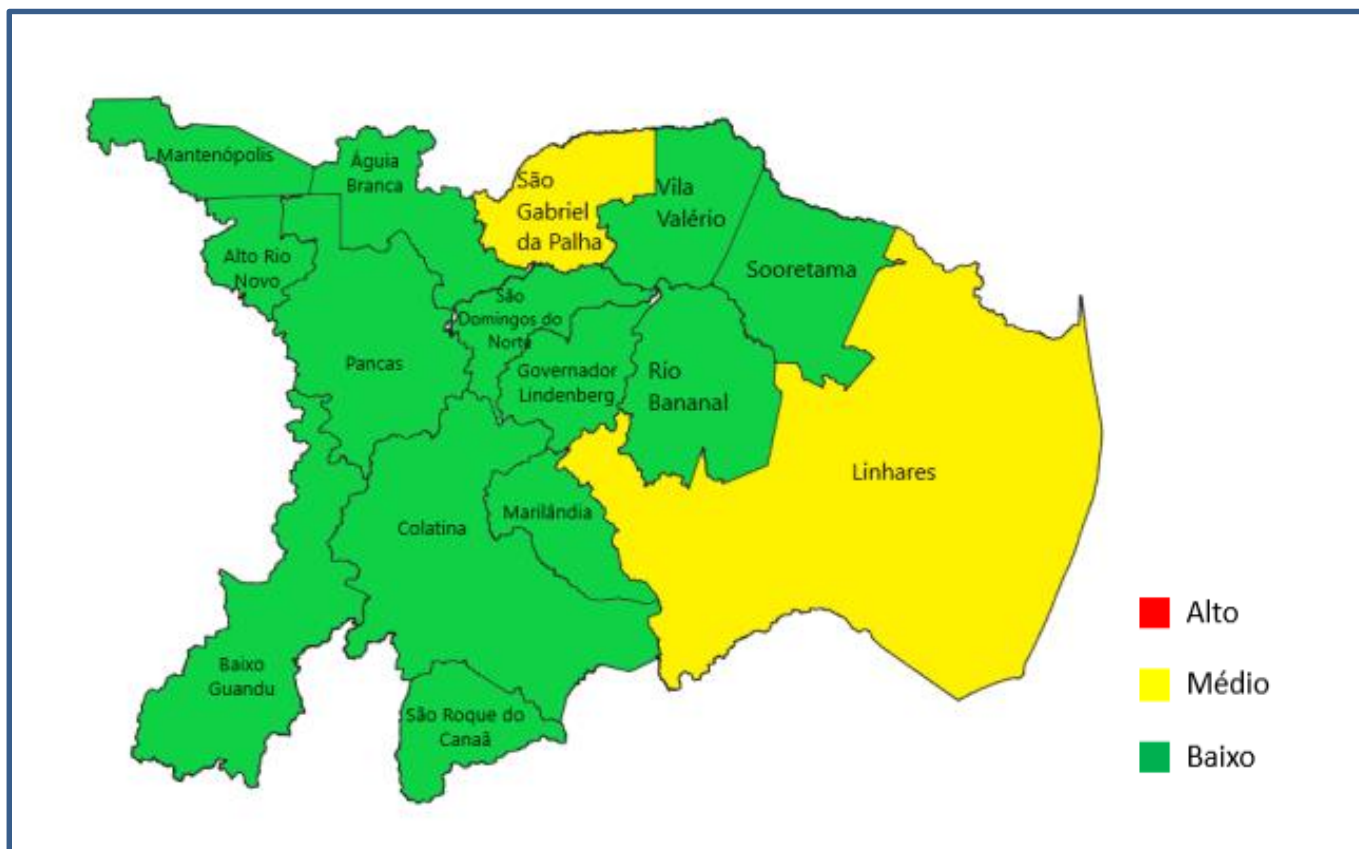 Mantenópolis
Águia
Branca
São
Gabriel
da Palha
Vila
Valério
Alto Rio
Novo
Sooretama
São
Domingos do
Norte
Pancas
Governador
Lindenberg
Rio
Bananal
Linhares
Colatina
Marilândia
Baixo
Guandu
São Roque do
Canaã
Alto
Médio
Baixo